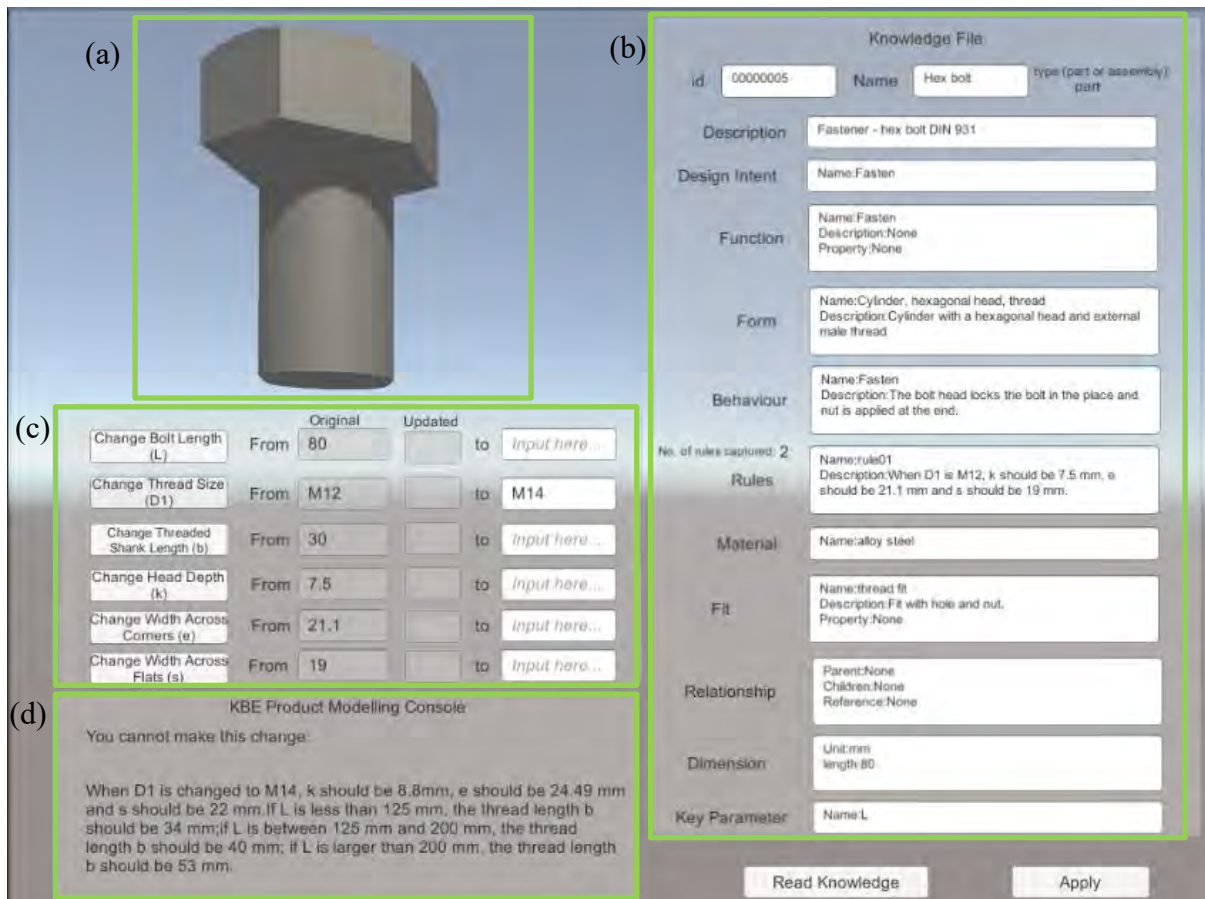 (a)
(b)
Knowledge File
id 00000005 Name Hex bolt type (part or assembly)
part
Description Fastener - hex bolt DIN 931
Design Intent Name:Fasten
Function
Name:Fasten
Description:None
Property:None
Form
Name:Cylinder, hexagonal head, thread
Description:Cylinder with a hexagonal head and external
male thread
Behaviour
Name:Fasten
Description:The bolt head locks the bolt in the place and
nut is applied at the end.
No. of rules captured: 2
Rules
Name:rule01
Description:When D1 is M12, k should be 7.5 mm, e
should be 21.1 mm and s should be 19 mm.
Material Name:alloy steel
Fit
Name:thread fit
Description:Fit with hole and nut.
Property:None
Relationship
Parent:None
Children:None
Reference:None
Dimension
Unit:mm
length 80
Key Parameter Name:L
Read Knowledge Apply
(c)
Original Updated
Change Bolt Length
(L)
From 80 to Input here...
Change Thread Size
(D1)
From M12 to M14
Change Threaded
Shank Length (b)
From 30 to Input here...
Change Head Depth
(k)
From 7.5 to Input here...
Change Width Across
Corners (e)
From 21.1 to Input here...
Change Width Across
Flats (s)
From 19 to Input here...
(d)
KBE Product Modelling Console
You cannot make this change:
When D1 is changed to M14, k should be 8.8mm, e should be 24.49 mm
and s should be 22 mm.If L is less than 125 mm, the thread length b
should be 34 mm;if L is between 125 mm and 200 mm, the thread
length b should be 40 mm; if L is larger than 200 mm, the thread length
b should be 53 mm.